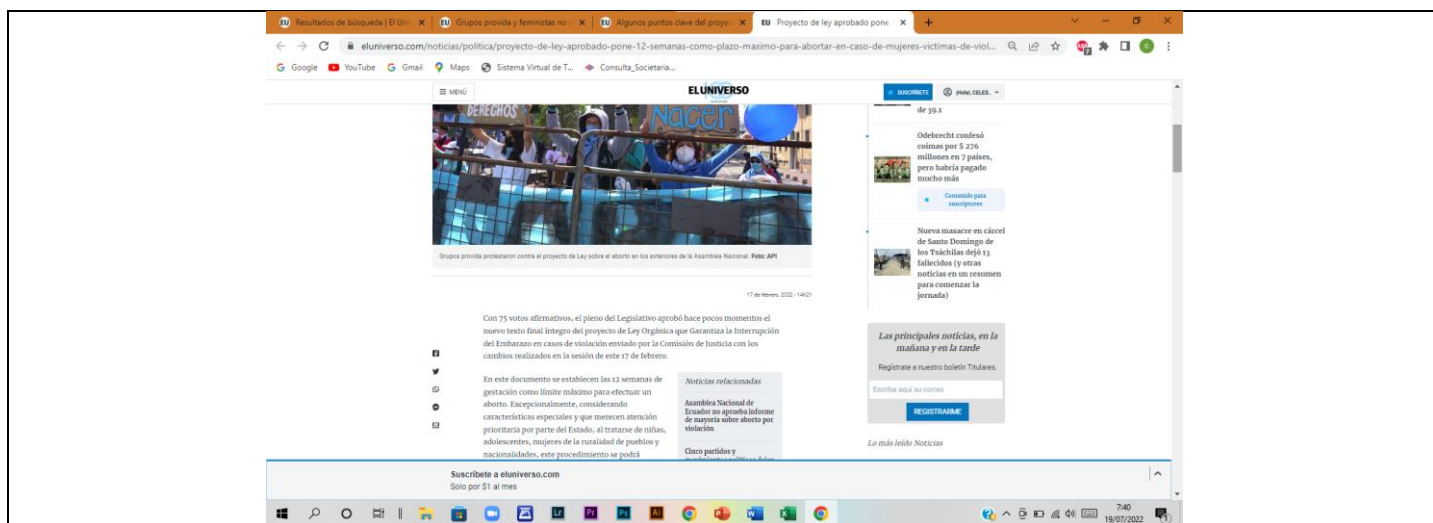 Resultados de búsqueda | El Univ
Grupos provida y feministas no
Algunos puntos clave del proye
Proyecto de ley aprobado pone
eluniverso.com/noticias/politica/proyecto-de-ley-aprobado-pone-12-semanas-como-plazo-maximo-para-abortar-en-caso-de-mujeres-victimas-de-viol...
Google YouTube Gmail Maps Sistema Virtual de T... Consulta_Societaria...
MENÚ
EL UNIVERSO
SUSCRÍBETE
¡Hola!, CELES..
DERECHOS
Nacer
Grupos provida protestaron contra el proyecto de Ley sobre el aborto en los exteriores de la Asamblea Nacional. Foto: API
17 de febrero, 2022 - 14h21
Con 75 votos afirmativos, el pleno del Legislativo aprobó hace pocos momentos el
nuevo texto final íntegro del proyecto de Ley Orgánica que Garantiza la Interrupción
del Embarazo en casos de violación enviado por la Comisión de Justicia con los
cambios realizados en la sesión de este 17 de febrero.
En este documento se establecen las 12 semanas de
gestación como límite máximo para efectuar un
aborto. Excepcionalmente, considerando
características especiales y que merecen atención
prioritaria por parte del Estado, al tratarse de niñas,
adolescentes, mujeres de la ruralidad de pueblos y
nacionalidades, este procedimiento se podrá
Noticias relacionadas
Asamblea Nacional de
Ecuador no aprueba informe
de mayoría sobre aborto por
violación
Cinco partidos y
de 39.1
Odebrecht confesó
coimas por $ 276
millones en 7 países,
pero habría pagado
mucho más
Contenido para
suscriptores
Nueva masacre en cárcel
de Santo Domingo de
los Tsáchilas dejó 13
fallecidos (y otras
noticias en un resumen
para comenzar la
jornada)
Las principales noticias, en la
mañana y en la tarde
Regístrate a nuestro boletín Titulares.
Escriba aquí su correo
REGISTRARME
Lo más leído Noticias
Suscríbete a eluniverso.com
Solo por $1 al mes
7:40
19/07/2022